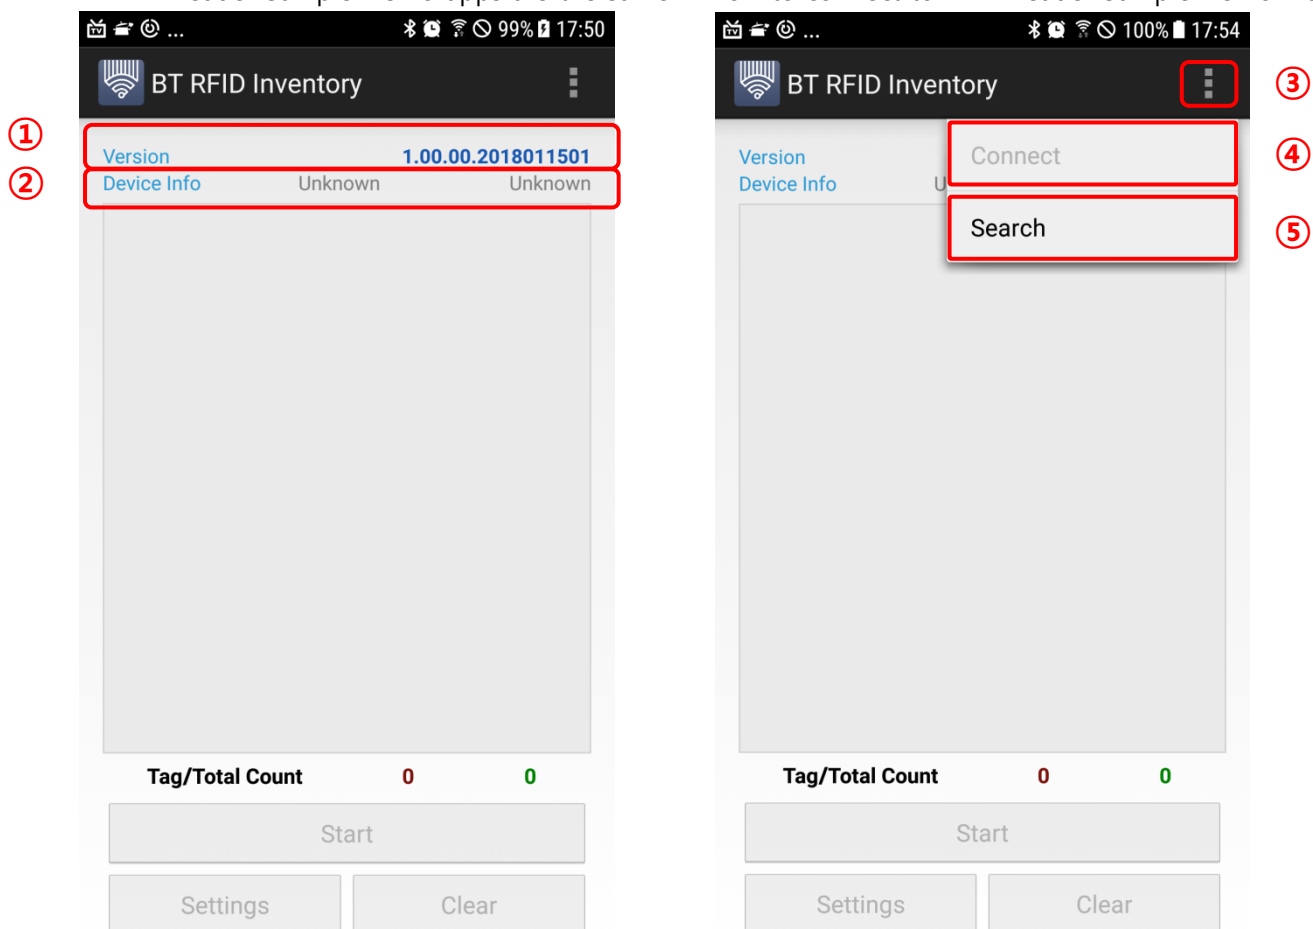 ... 99% 17:50
BT RFID Inventory
①
Version 1.00.00.2018011501
②
Device Info Unknown Unknown
Tag/Total Count 0 0
Start
Settings Clear
... 100% 17:54
BT RFID Inventory
③
Connect
④
Version
Device Info U
Search
⑤
Tag/Total Count 0 0
Start
Settings Clear